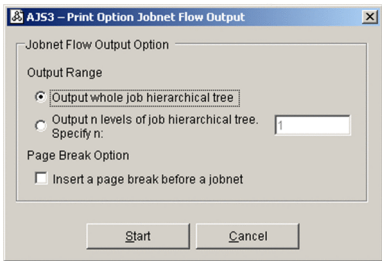 AJS3 – Print Option Jobnet Flow Output
Jobnet Flow Output Option
Output Range
Output whole job hierarchical tree
Output n levels of job hierarchical tree.
Specify n:
1
Page Break Option
Insert a page break before a jobnet
Start
Cancel